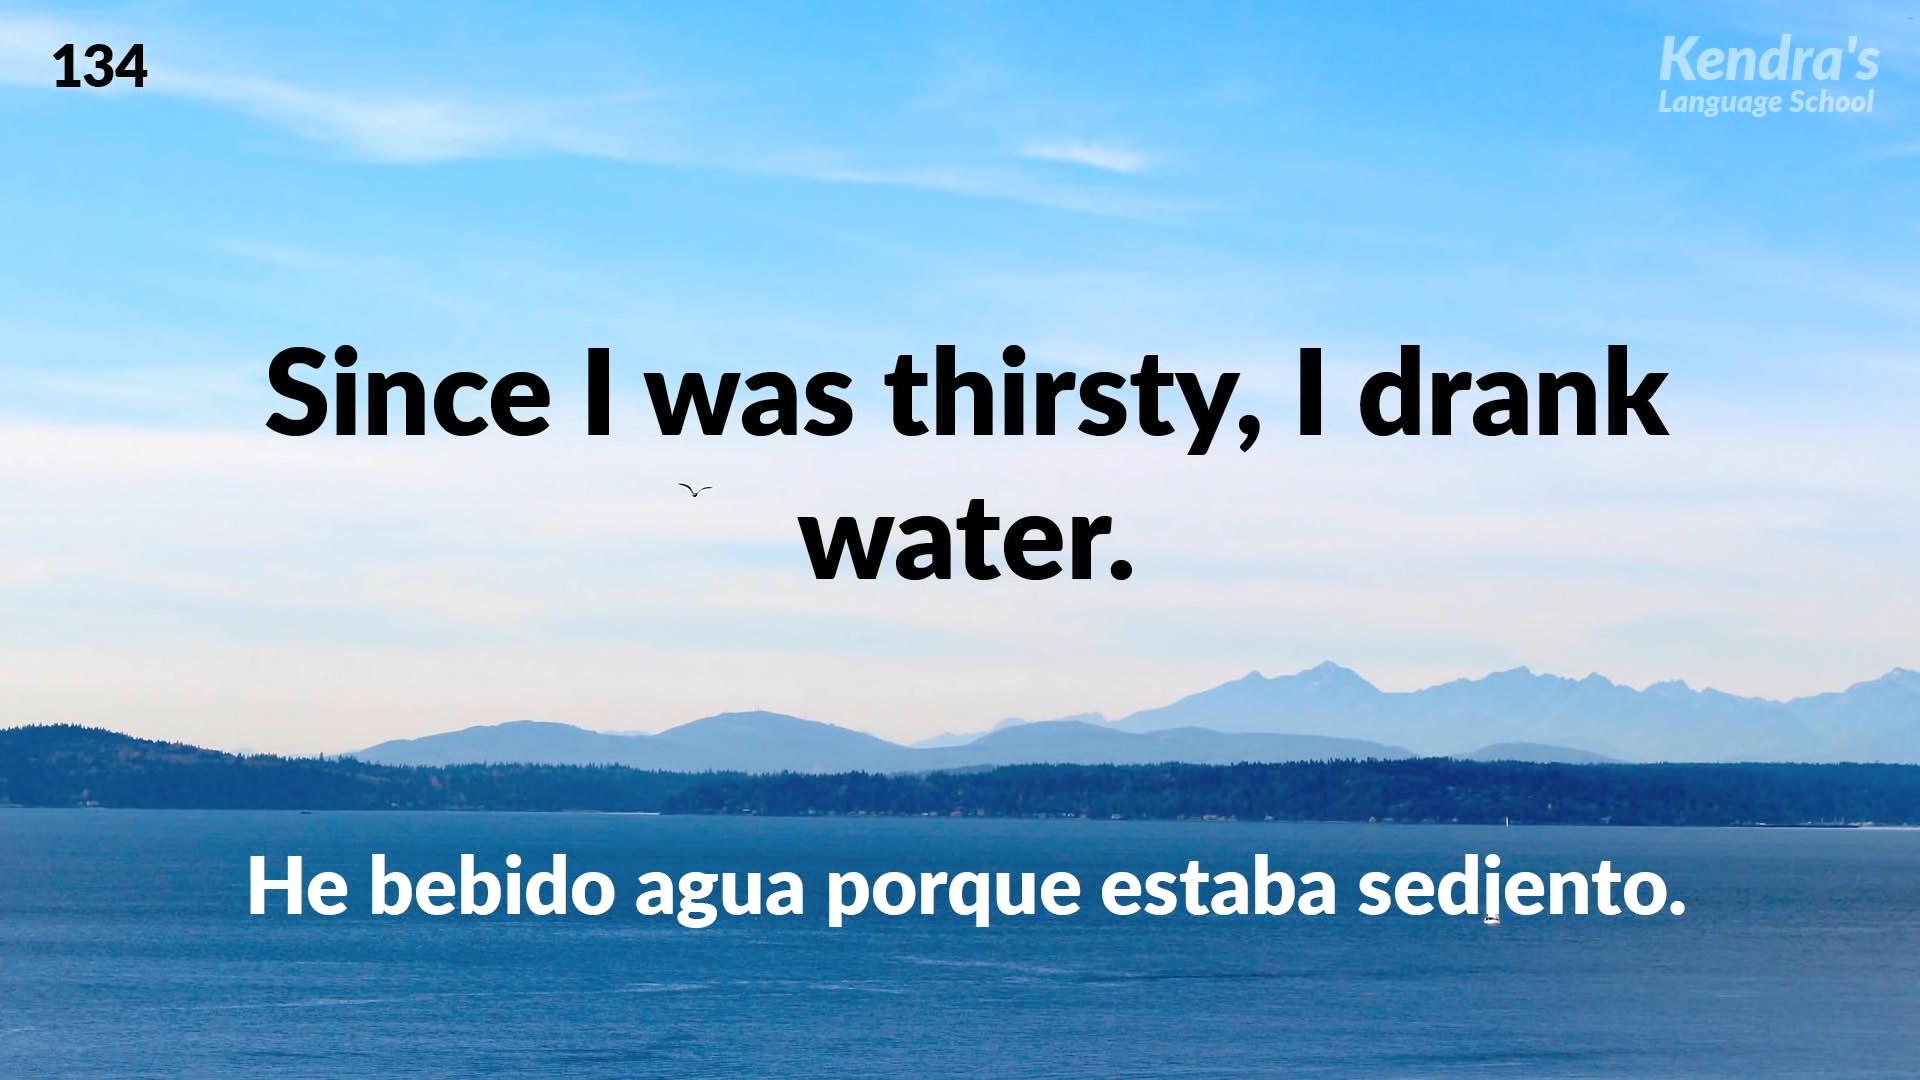 134
Kendra's
Language School
Since I was thirsty, I drank
water.
He bebido agua porque estaba sediento.